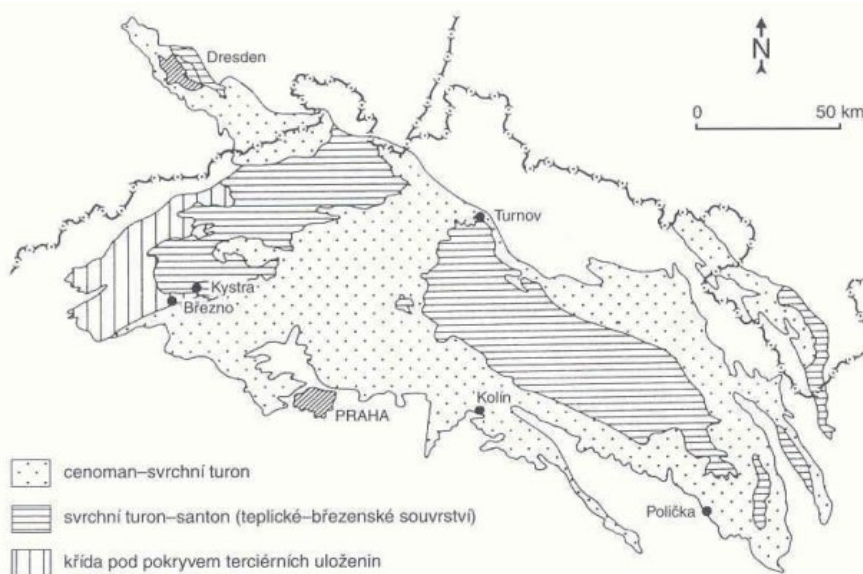 Dresden
N
0 50 km
Turnov
Kystra
Březno
Kolín
PRAHA
Polička
cenoman–svrchní turon
svrchní turon–santon (teplické–březenské souvrství)
křída pod pokryvem terciérních uloženin